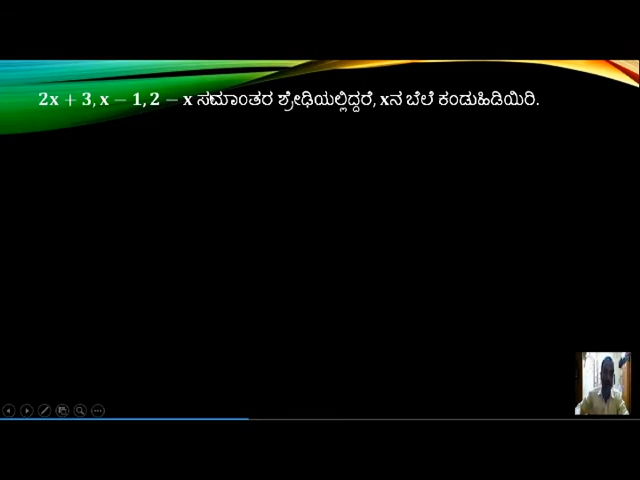 2x + 3, x − 1, 2 − x ಸಮಾಂತರ ಶ್ರೇಢಿಯಲ್ಲಿದ್ದರೆ, xನ ಬೆಲೆ ಕಂಡುಹಿಡಿಯಿರಿ.